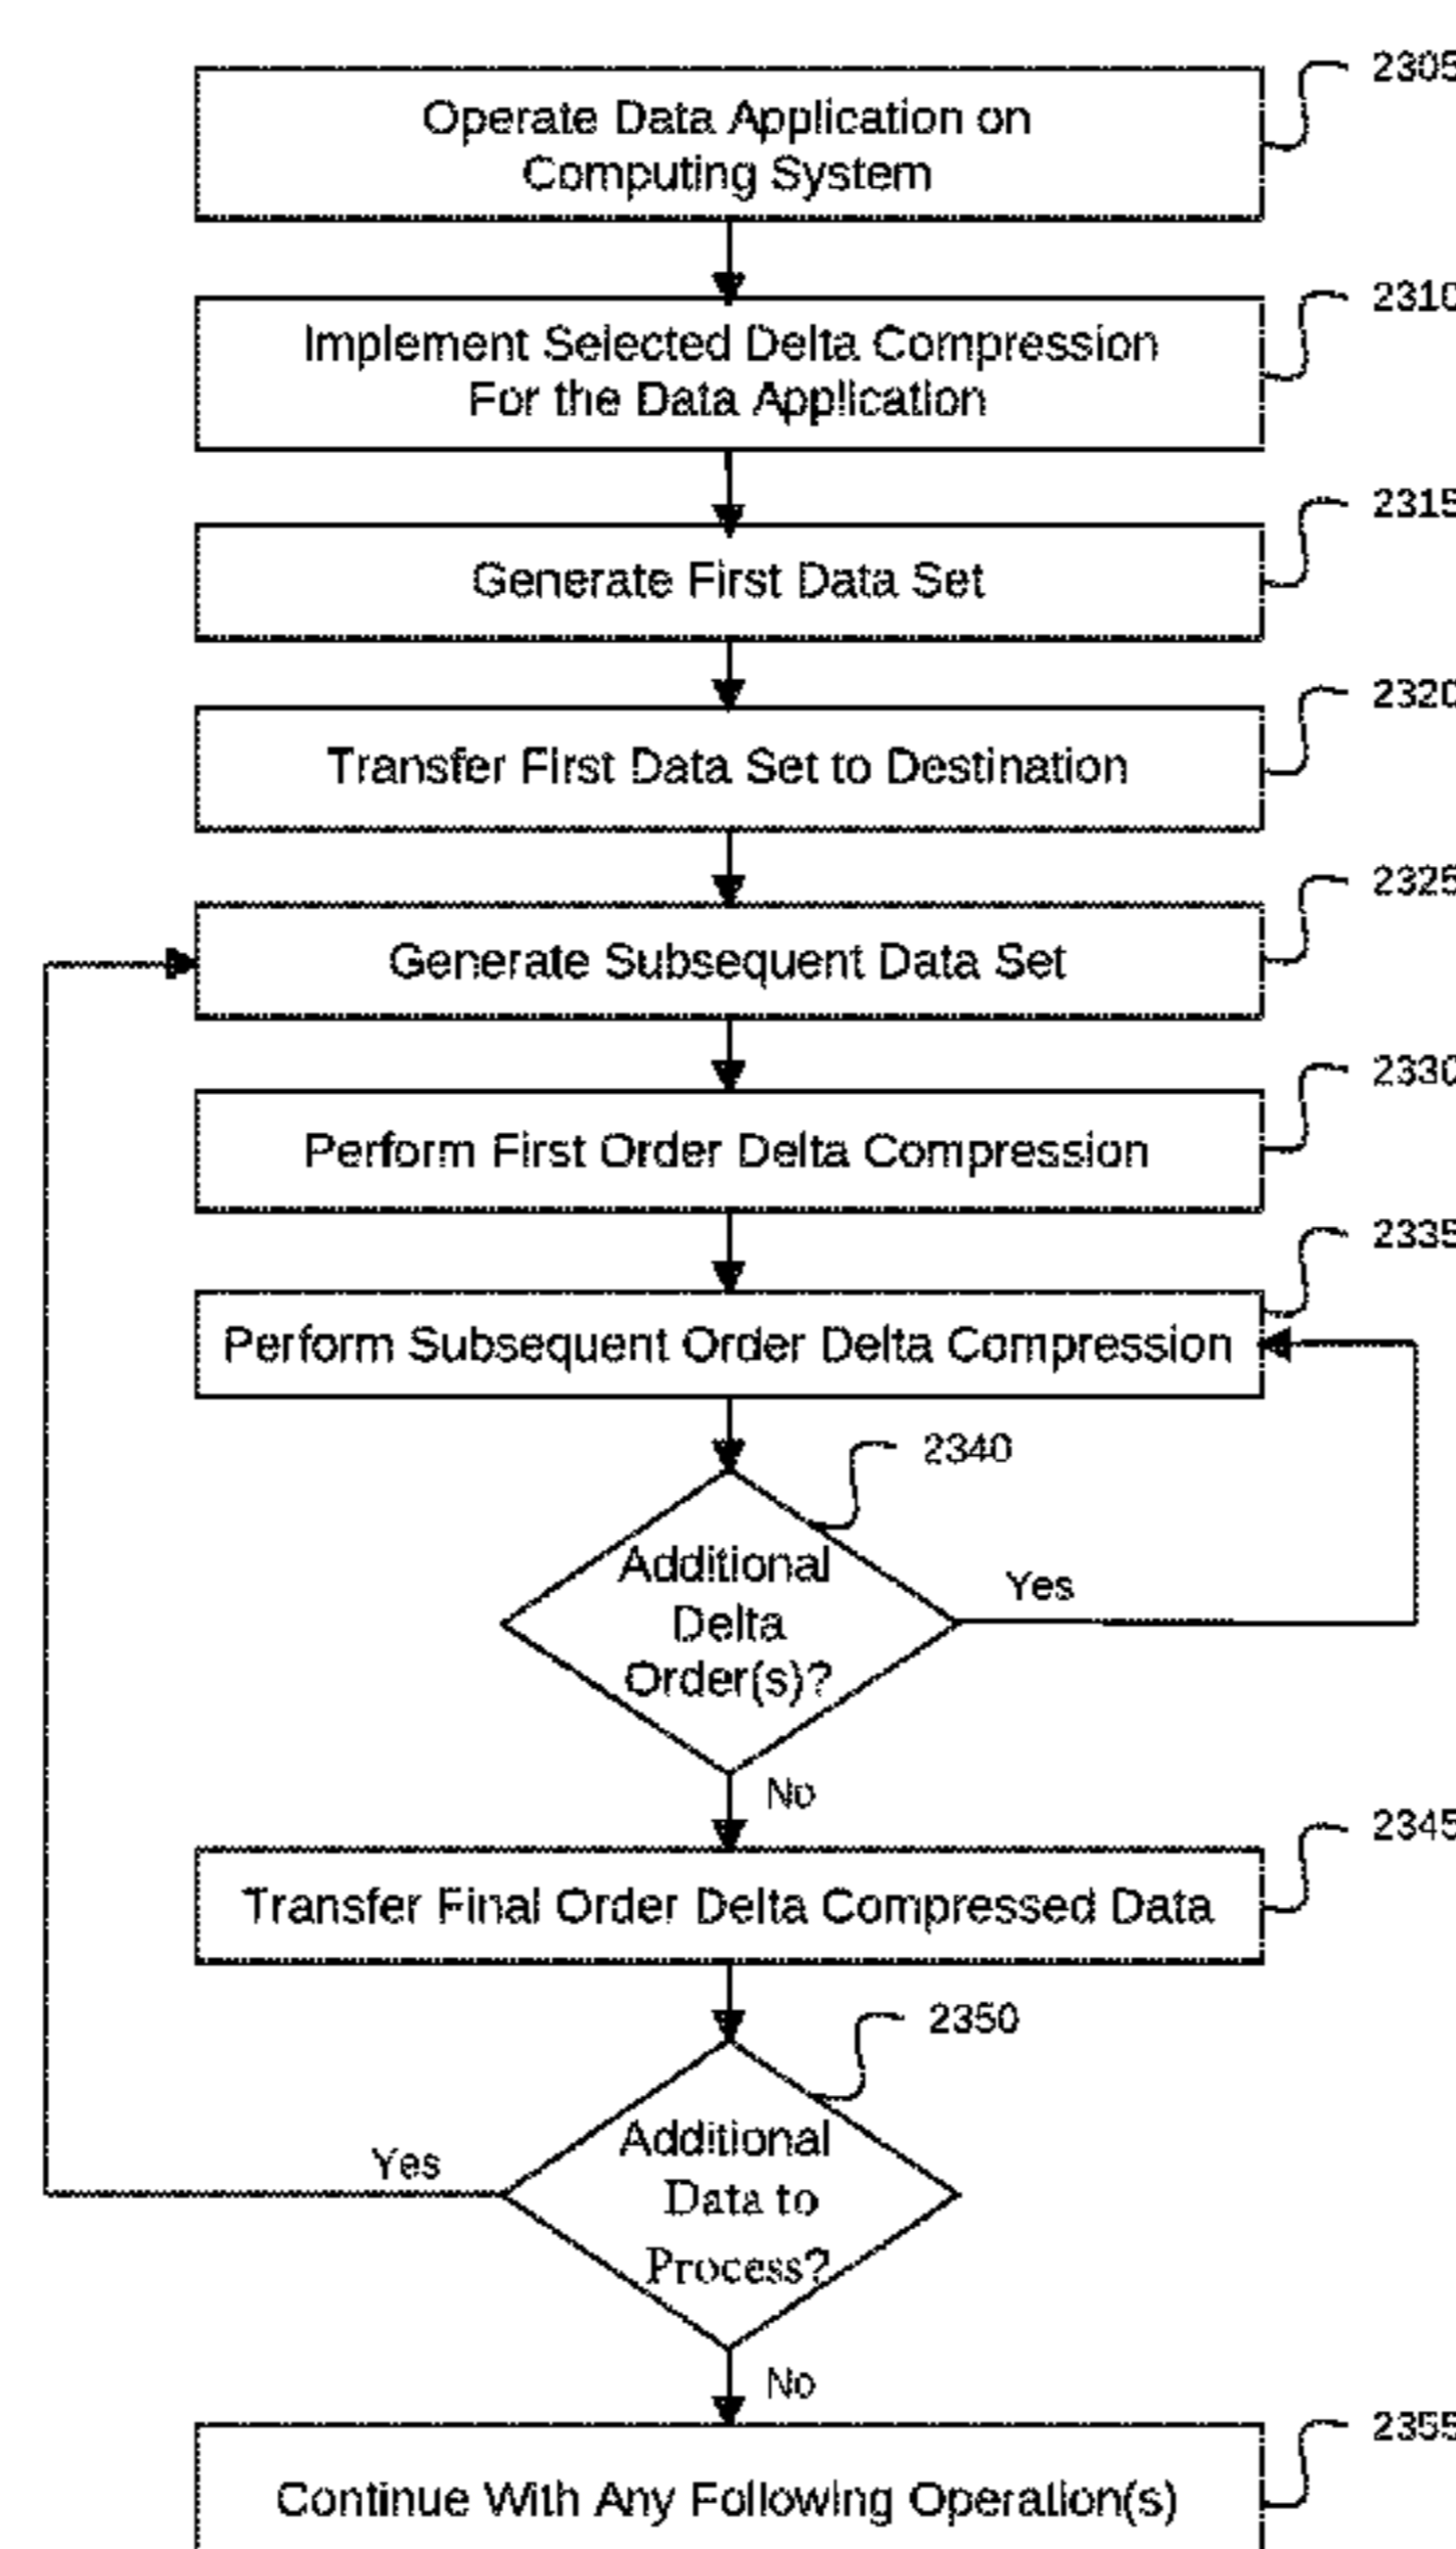 2305
Operate Data Application on
Computing System
2310
Implement Selected Delta Compression
For the Data Application
2315
Generate First Data Set
2320
Transfer First Data Set to Destination
2325
Generate Subsequent Data Set
2330
Perform First Order Delta Compression
2335
Perform Subsequent Order Delta Compression
2340
Additional
Delta
Order(s)?
Yes
No
2345
Transfer Final Order Delta Compressed Data
2350
Additional
Data to
Process?
Yes
No
2355
Continue With Any Following Operation(s)